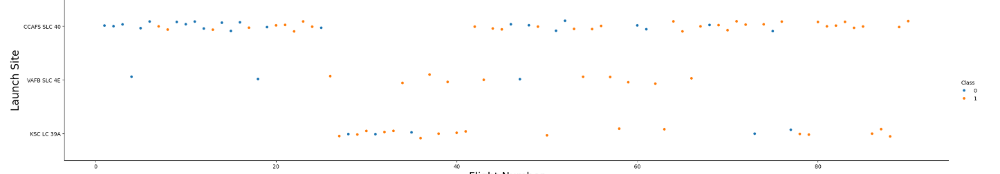 Launch Site
CCAFS SLC 40
VAFB SLC 4E
KSC LC 39A
0 20 40 60 80
Class
0
1